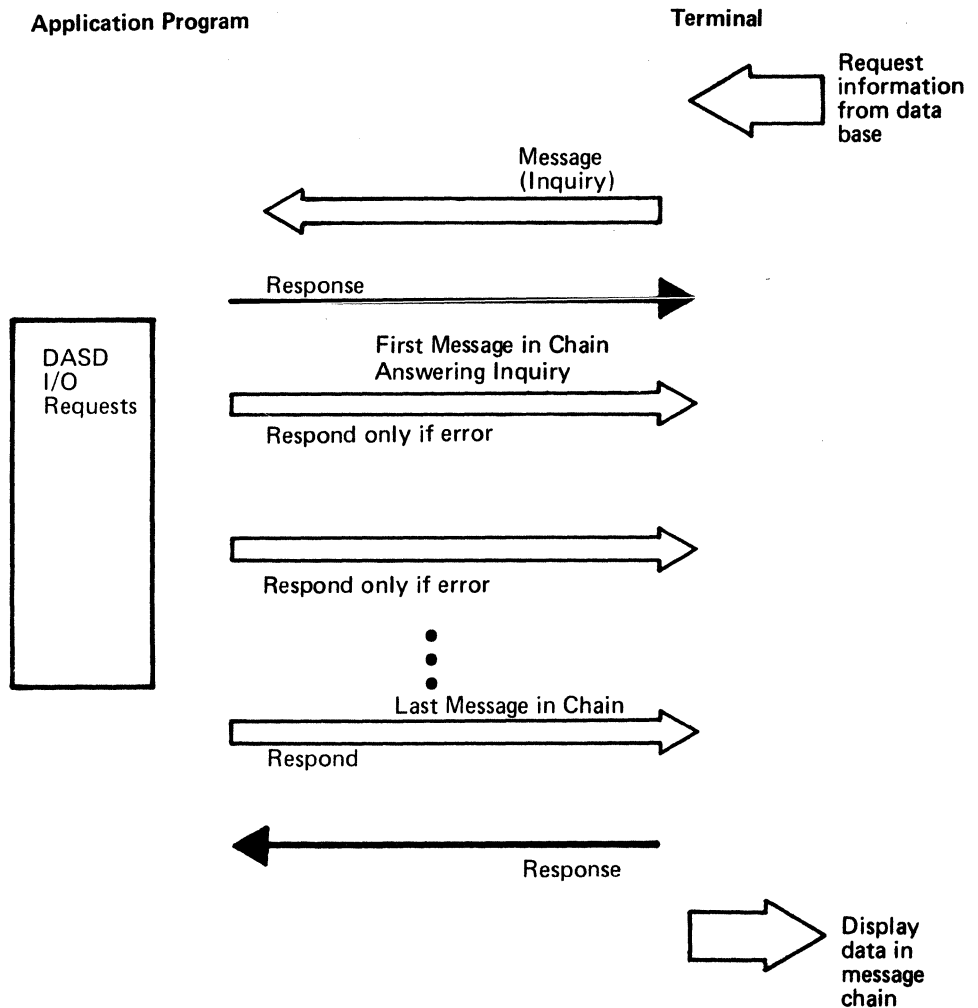 Application Program
Terminal
Request
information
from data
base
Message
(Inquiry)
Response
DASD
I/O
Requests
First Message in Chain
Answering Inquiry
Respond only if error
Respond only if error
Last Message in Chain
Respond
Response
Display
data in
message
chain